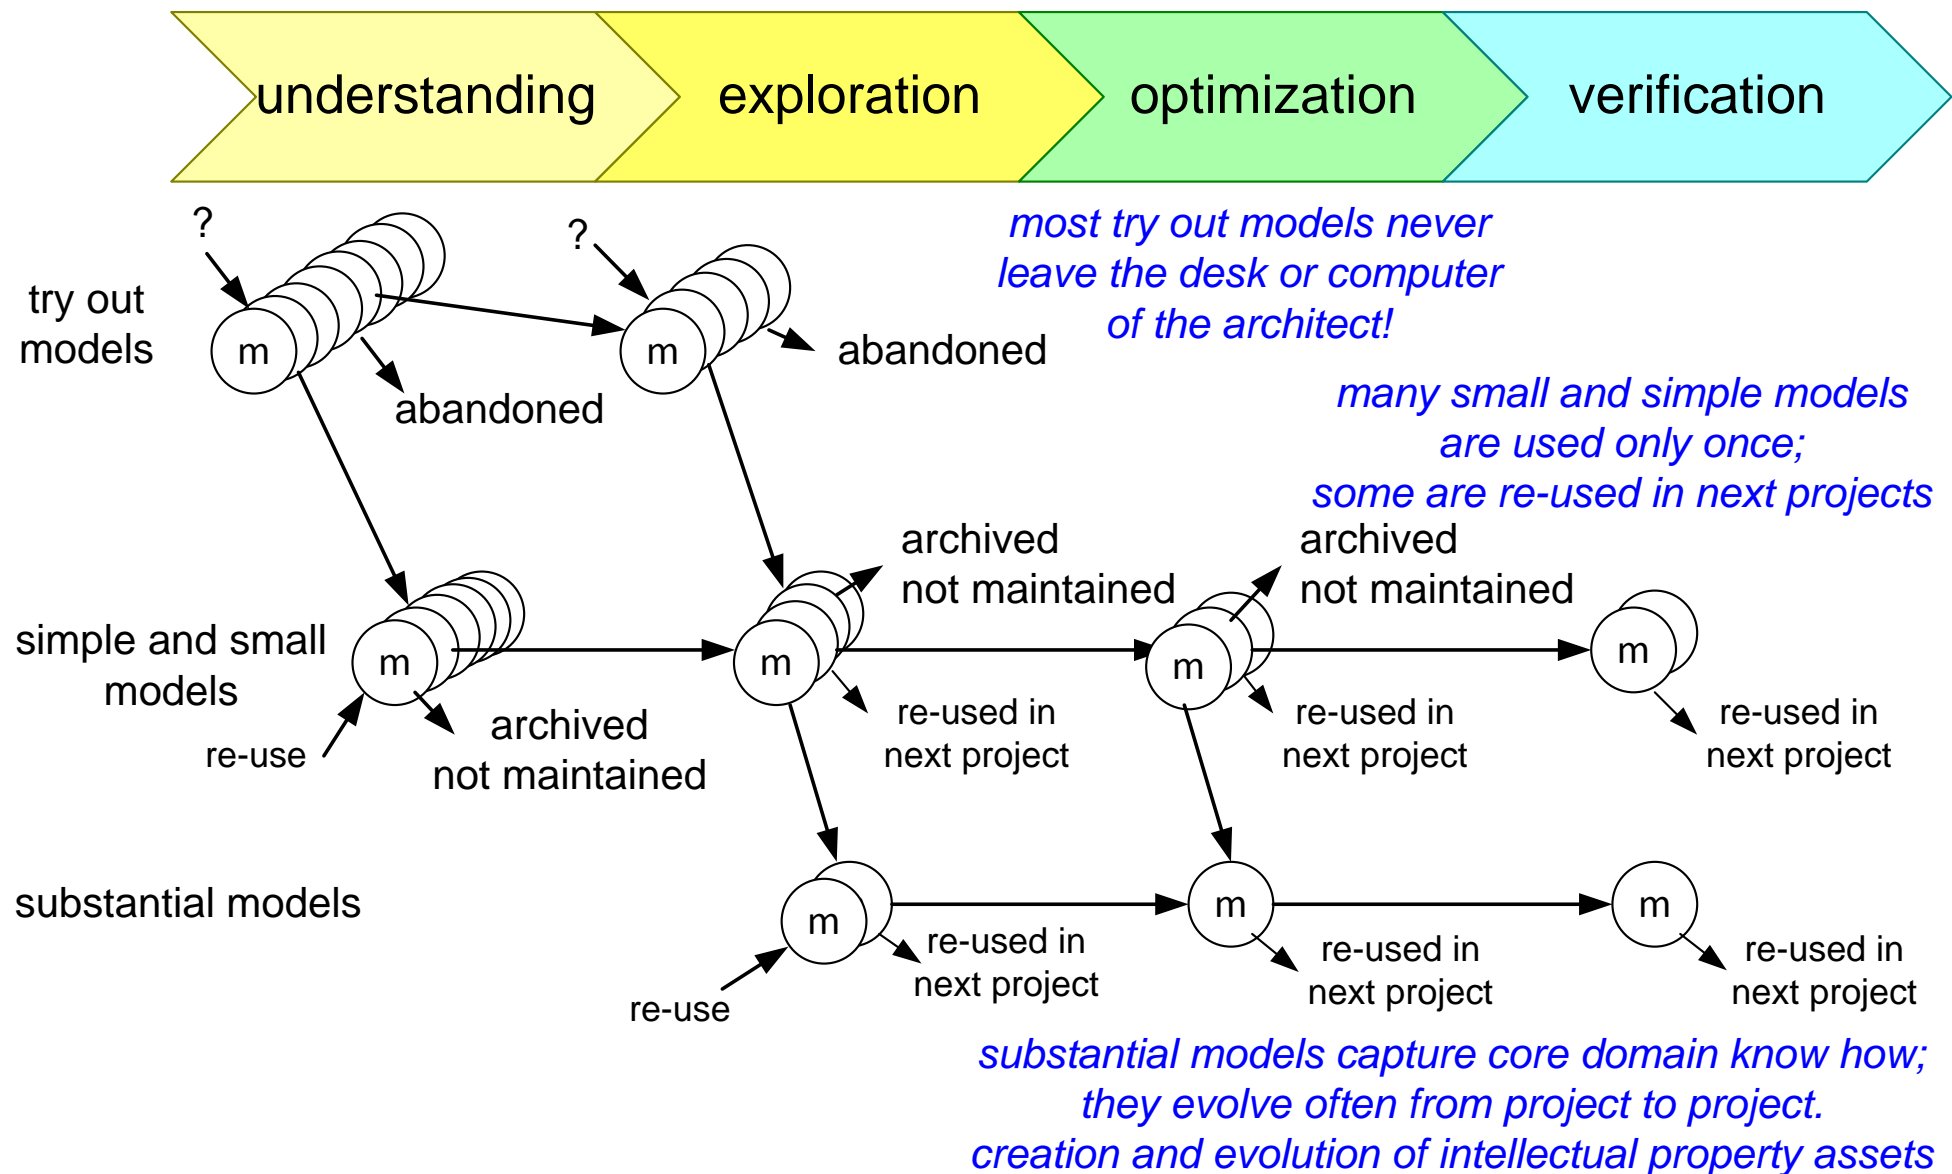 understanding
exploration
optimization
verification
?
?
most try out models never
leave the desk or computer
of the architect!
try out
models
m
m
abandoned
abandoned
many small and simple models
are used only once;
some are re-used in next projects
archived
not maintained
archived
not maintained
simple and small
models
m
m
m
m
re-use
archived
not maintained
re-used in
next project
re-used in
next project
re-used in
next project
substantial models
m
m
m
re-use
re-used in
next project
re-used in
next project
re-used in
next project
substantial models capture core domain know how;
they evolve often from project to project.
creation and evolution of intellectual property assets